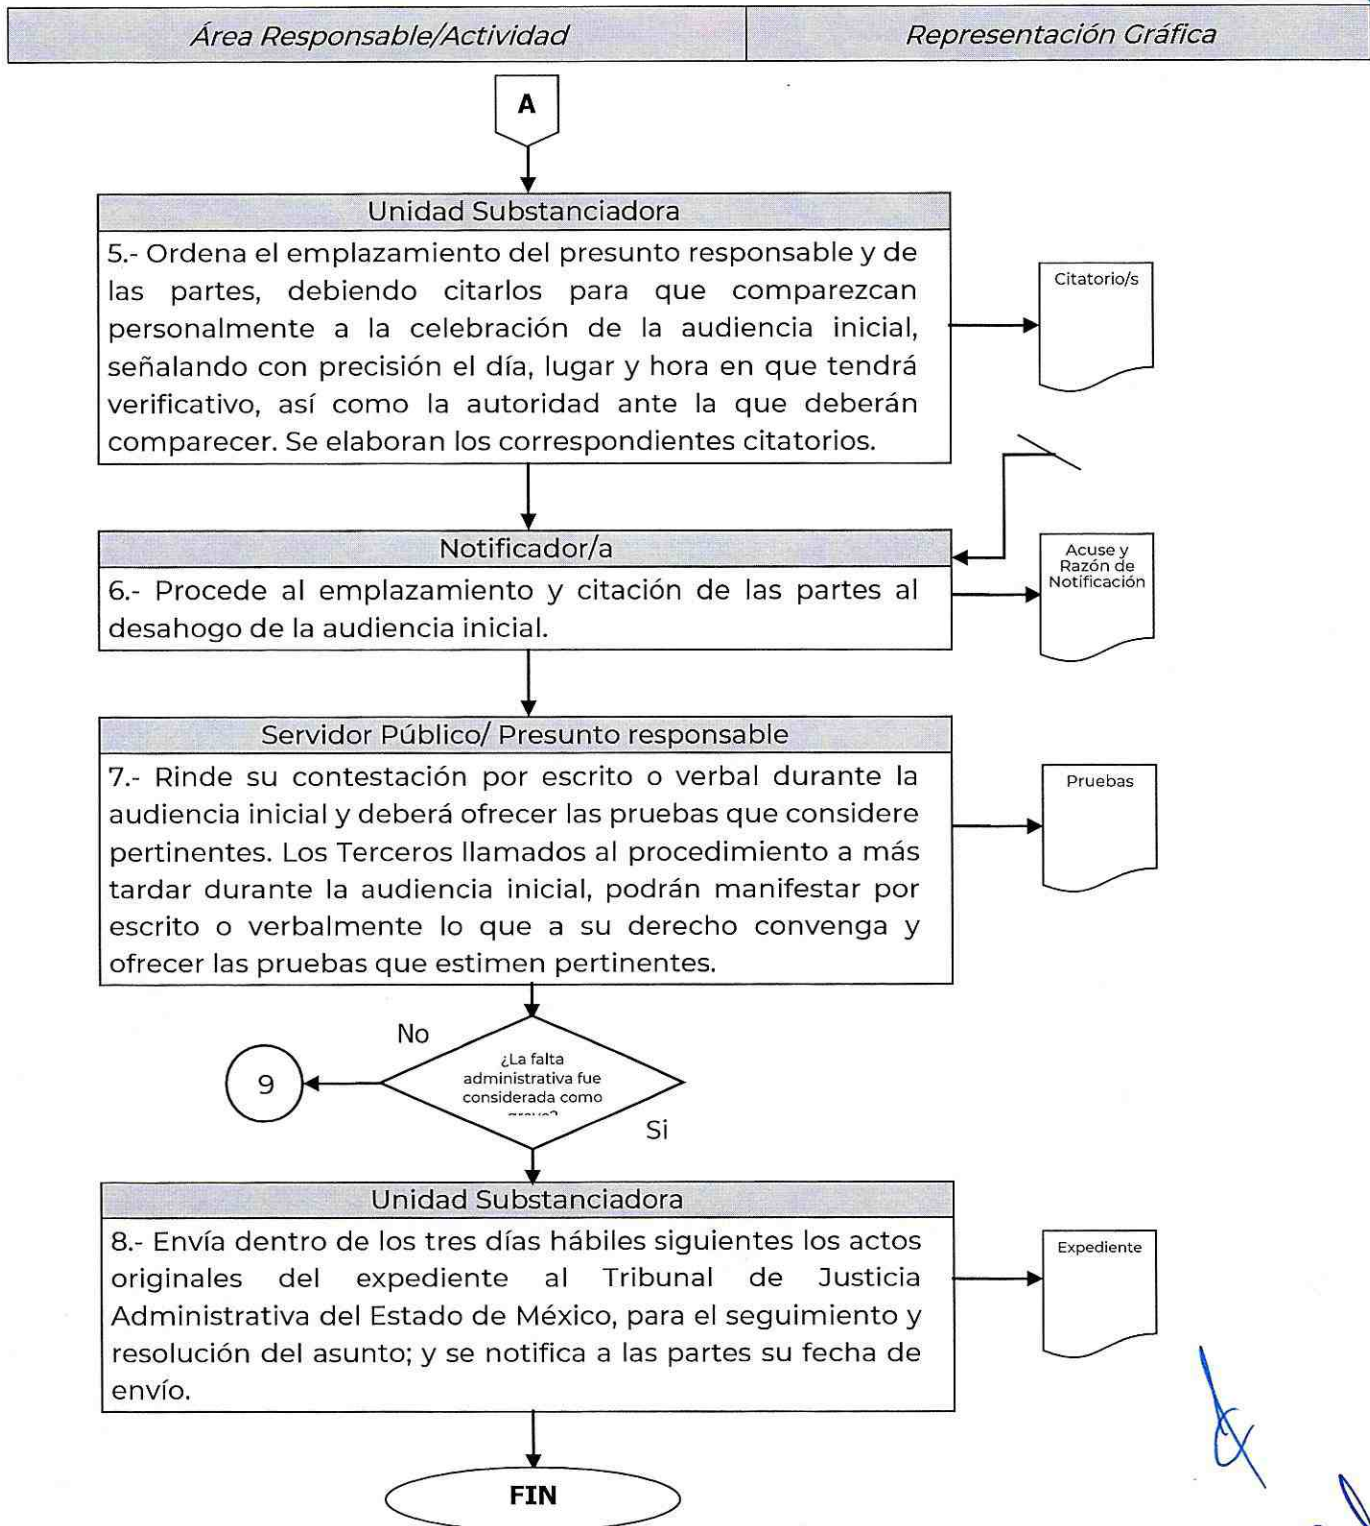 Área Responsable/Actividad
Representación Gráfica
A
Unidad Substanciadora
5.- Ordena el emplazamiento del presunto responsable y de
las partes, debiendo citarlos para que comparezcan
personalmente a la celebración de la audiencia inicial,
señalando con precisión el día, lugar y hora en que tendrá
verificativo, así como la autoridad ante la que deberán
comparecer. Se elaboran los correspondientes citatorios.
Citatorio/s
Notificador/a
6.- Procede al emplazamiento y citación de las partes al
desahogo de la audiencia inicial.
Acuse y
Razón de
Notificación
Servidor Público/ Presunto responsable
7.- Rinde su contestación por escrito o verbal durante la
audiencia inicial y deberá ofrecer las pruebas que considere
pertinentes. Los Terceros llamados al procedimiento a más
tardar durante la audiencia inicial, podrán manifestar por
escrito o verbalmente lo que a su derecho convenga y
ofrecer las pruebas que estimen pertinentes.
Pruebas
No
9
¿La falta
administrativa fue
considerada como
Si
Unidad Substanciadora
8.- Envía dentro de los tres días hábiles siguientes los actos
originales del expediente al Tribunal de Justicia
Administrativa del Estado de México, para el seguimiento y
resolución del asunto; y se notifica a las partes su fecha de
envío.
Expediente
FIN